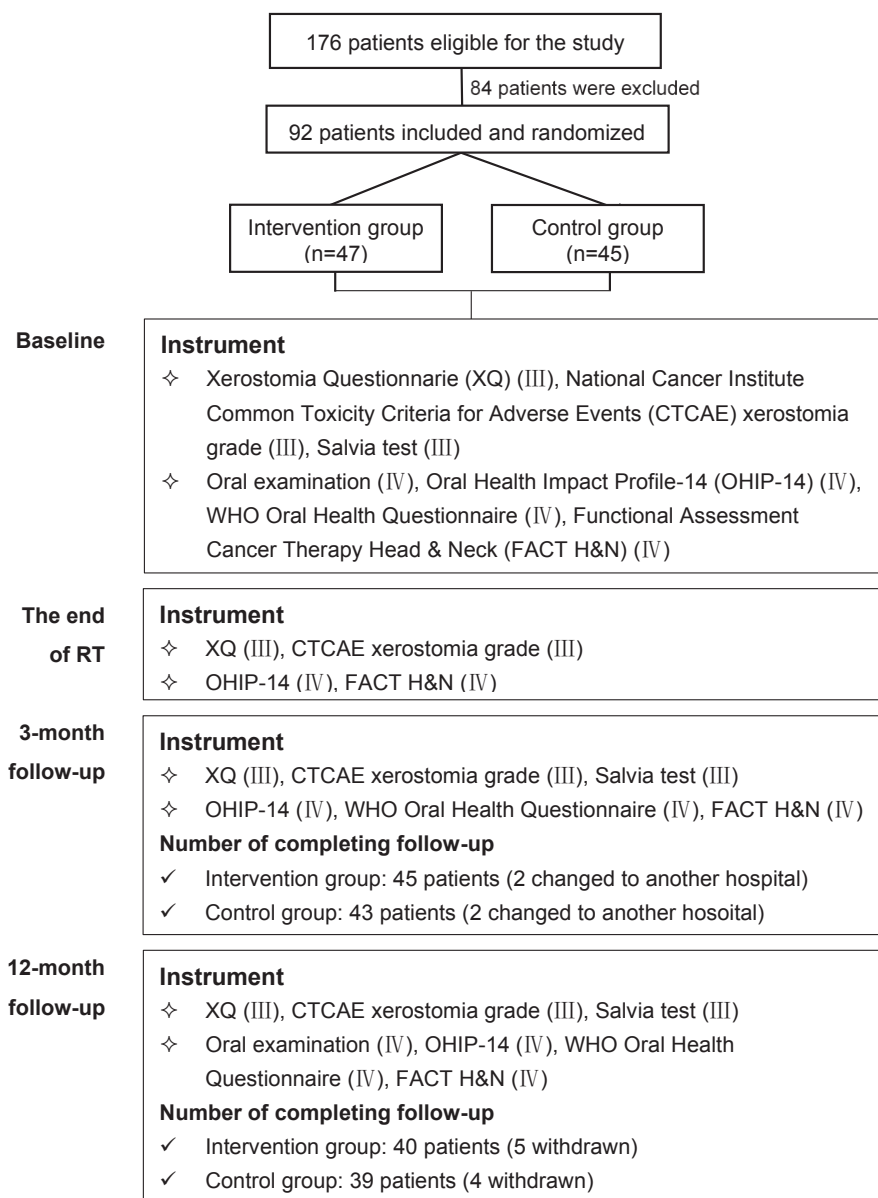 176 patients eligible for the study
84 patients were excluded
92 patients included and randomized
Intervention group
(n=47)
Control group
(n=45)
Baseline
Instrument
✧ Xerostomia Questionnarie (XQ) (III), National Cancer Institute
Common Toxicity Criteria for Adverse Events (CTCAE) xerostomia
grade (III), Salvia test (III)
✧ Oral examination (IV), Oral Health Impact Profile-14 (OHIP-14) (IV),
WHO Oral Health Questionnaire (IV), Functional Assessment
Cancer Therapy Head & Neck (FACT H&N) (IV)
The end
of RT
Instrument
✧ XQ (III), CTCAE xerostomia grade (III)
✧ OHIP-14 (IV), FACT H&N (IV)
3-month
follow-up
Instrument
✧ XQ (III), CTCAE xerostomia grade (III), Salvia test (III)
✧ OHIP-14 (IV), WHO Oral Health Questionnaire (IV), FACT H&N (IV)
Number of completing follow-up
✓ Intervention group: 45 patients (2 changed to another hospital)
✓ Control group: 43 patients (2 changed to another hosoital)
12-month
follow-up
Instrument
✧ XQ (III), CTCAE xerostomia grade (III), Salvia test (III)
✧ Oral examination (IV), OHIP-14 (IV), WHO Oral Health
Questionnaire (IV), FACT H&N (IV)
Number of completing follow-up
✓ Intervention group: 40 patients (5 withdrawn)
✓ Control group: 39 patients (4 withdrawn)